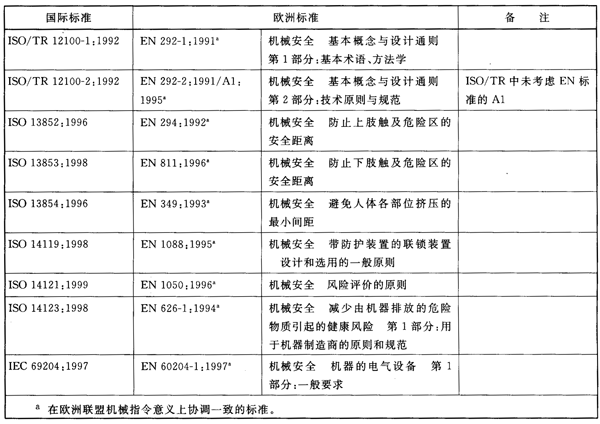 国际标准 欧洲标准 备 注
ISO/TR 12100-1:1992 EN 292-1:1991ᵃ 机械安全 基本概念与设计通则
第1部分:基本术语、方法学
ISO/TR 12100-2:1992 EN 292-2:1991/A1: 机械安全 基本概念与设计通则 ISO/TR 中未考虑 EN 标
1995ᵃ 第2部分:技术原则与规范 准的 A1
ISO 13852:1996 EN 294:1992ᵃ 机械安全 防止上肢触及危险区的
安全距离
ISO 13853:1998 EN 811:1996ᵃ 机械安全 防止下肢触及危险区的
安全距离
ISO 13854:1996 EN 349:1993ᵃ 机械安全 避免人体各部位挤压的
最小间距
ISO 14119:1998 EN 1088:1995ᵃ 机械安全 带防护装置的联锁装置
设计和选用的一般原则
ISO 14121:1999 EN 1050:1996ᵃ 机械安全 风险评价的原则
ISO 14123:1998 EN 626-1:1994ᵃ 机械安全 减少由机器排放的危险
物质引起的健康风险 第1部分:用
于机器制造商的原则和规范
IEC 69204:1997 EN 60204-1:1997ᵃ 机械安全 机器的电气设备 第1
部分:一般要求
ᵃ 在欧洲联盟机械指令意义上协调一致的标准。